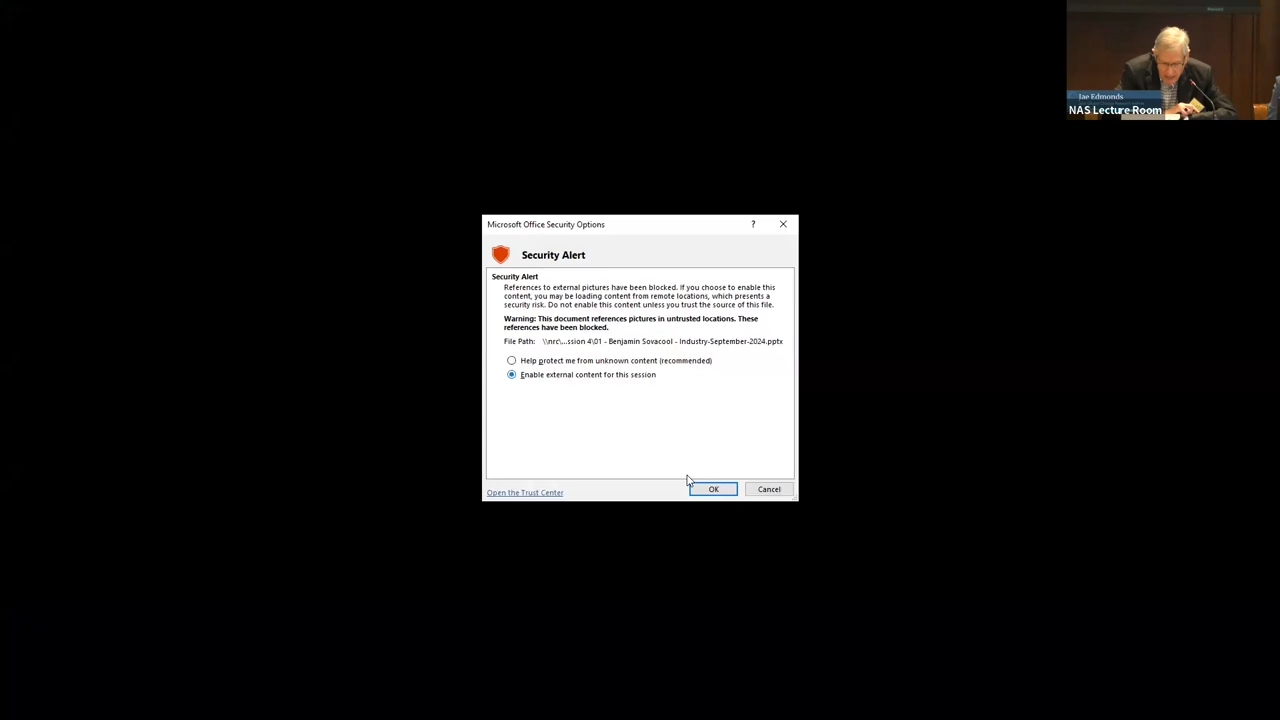 Jae Edmonds
NAS Lecture Room
Microsoft Office Security Options
?
Security Alert
Security Alert
References to external pictures have been blocked. If you choose to enable this
content, you may be loading content from remote locations, which presents a
security risk. Do not enable this content unless you trust the source of this file.
Warning: This document references pictures in untrusted locations. These
references have been blocked.
File Path: \\nrc\...ssion 4\01 - Benjamin Sovacool - Industry-September-2024.pptx
Help protect me from unknown content (recommended)
Enable external content for this session
Open the Trust Center
OK
Cancel